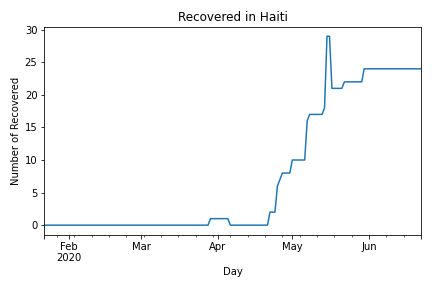 Recovered in Haiti
Number of Recovered
30
25
20
15
10
5
0
Feb
2020
Mar
Apr
May
Jun
Day